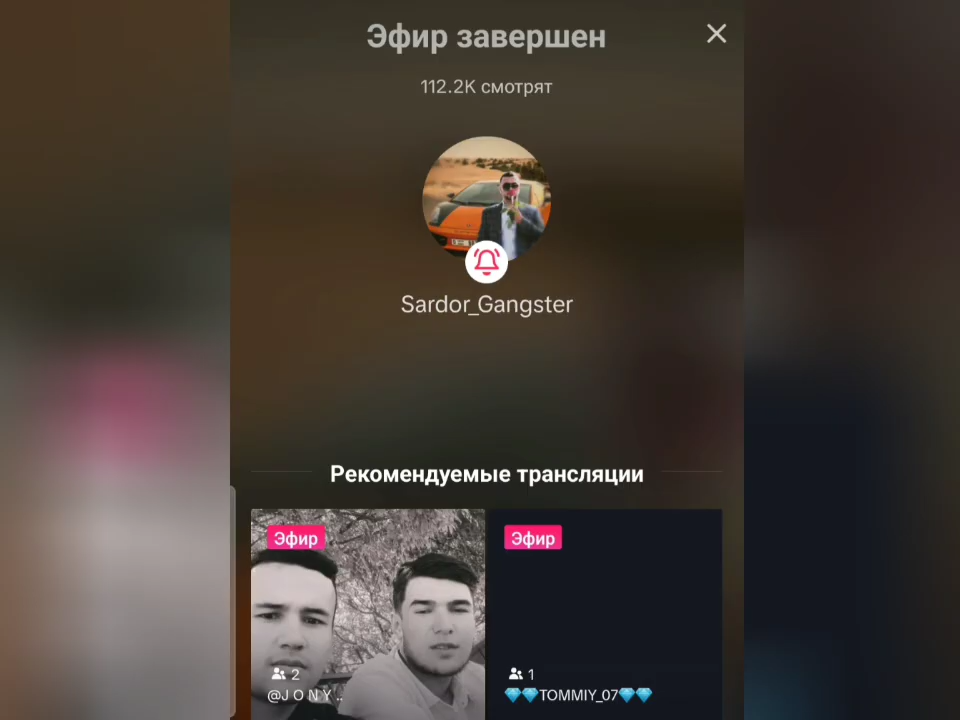 Эфир завершен
112.2K смотрят
Sardor_Gangster
Рекомендуемые трансляции
Эфир
Эфир
2
1
@J O N Y ..
💎💎TOMMIY_07💎💎